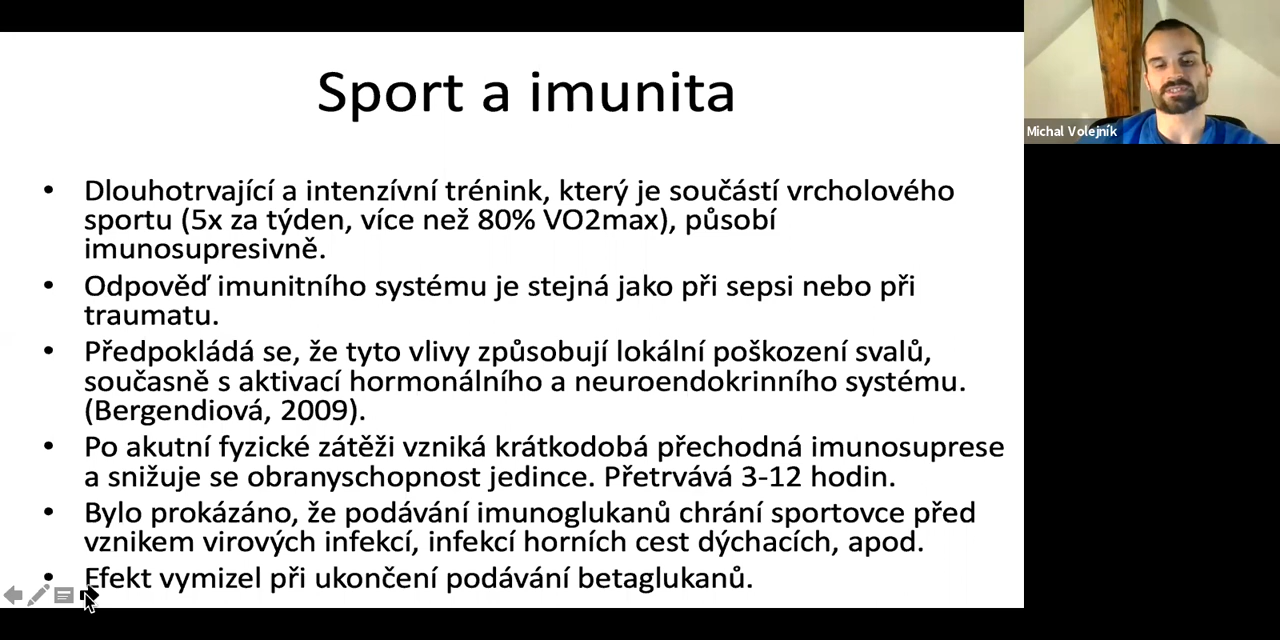 Sport a imunita
Michal Volejník
• Dlouhotrvající a intenzívní trénink, který je součástí vrcholového
sportu (5x za týden, více než 80% VO2max), působí
imunosupresivně.
• Odpověď imunitního systému je stejná jako při sepsi nebo při
traumatu.
• Předpokládá se, že tyto vlivy způsobují lokální poškození svalů,
současně s aktivací hormonálního a neuroendokrinního systému.
(Bergendiová, 2009).
• Po akutní fyzické zátěži vzniká krátkodobá přechodná imunosuprese
a snižuje se obranyschopnost jedince. Přetrvává 3-12 hodin.
• Bylo prokázáno, že podávání imunoglukanů chrání sportovce před
vznikem virových infekcí, infekcí horních cest dýchacích, apod.
• Efekt vymizel při ukončení podávání betaglukanů.